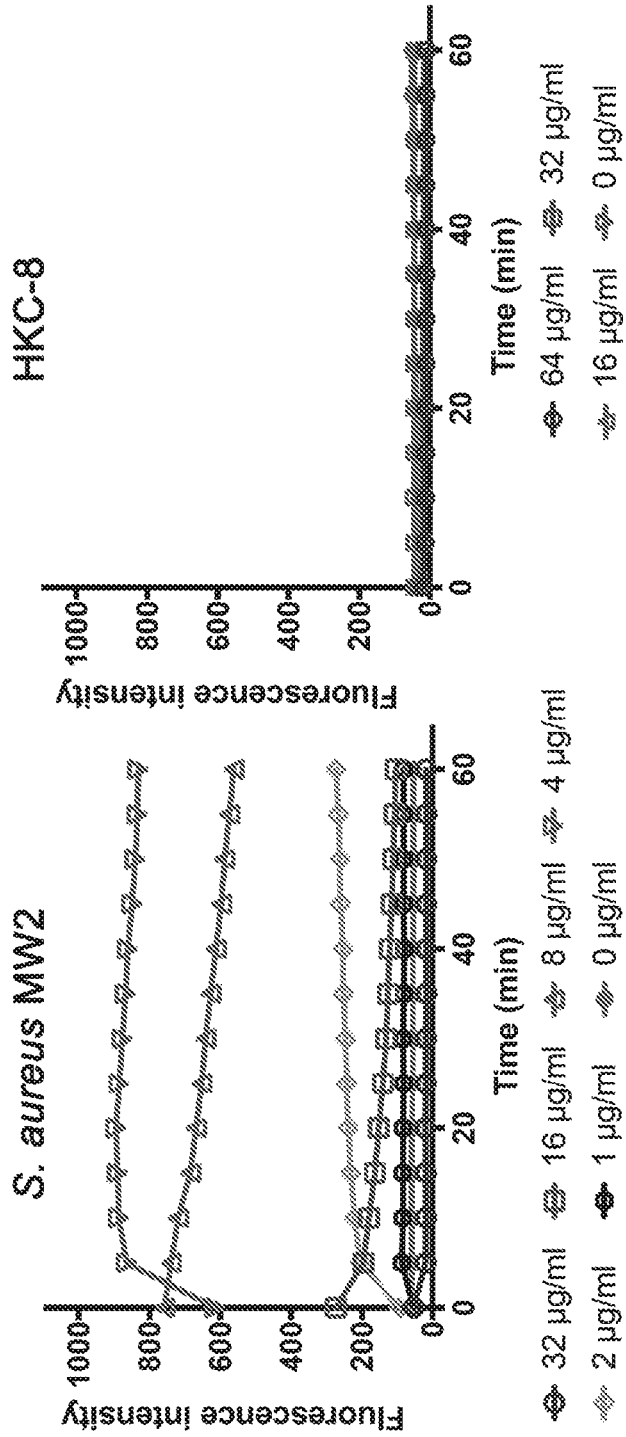 S. aureus MW2
Fluorescence intensity
1000
800
600
400
200
0
0 20 40 60
Time (min)
32 µg/ml 16 µg/ml 8 µg/ml 4 µg/ml
2 µg/ml 1 µg/ml 0 µg/ml
HKC-8
Fluorescence intensity
1000
800
600
400
200
0
0 20 40 60
Time (min)
64 µg/ml 32 µg/ml
16 µg/ml 0 µg/ml